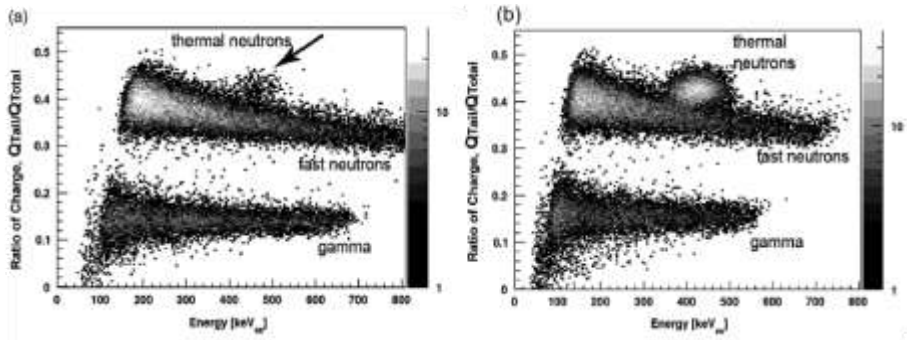 (a)
thermal neutrons
fast neutrons
gamma
Ratio of Charge, QTail/QTotal
0.5
0.4
0.3
0.2
0.1
0
0 100 200 300 400 500 600 700 800
Energy [keVee]
10
1
(b)
thermal
neutrons
fast neutrons
gamma
Ratio of Charge, QTail/QTotal
0.5
0.4
0.3
0.2
0.1
0
0 100 200 300 400 500 600 700 800
Energy [keVee]
10
1